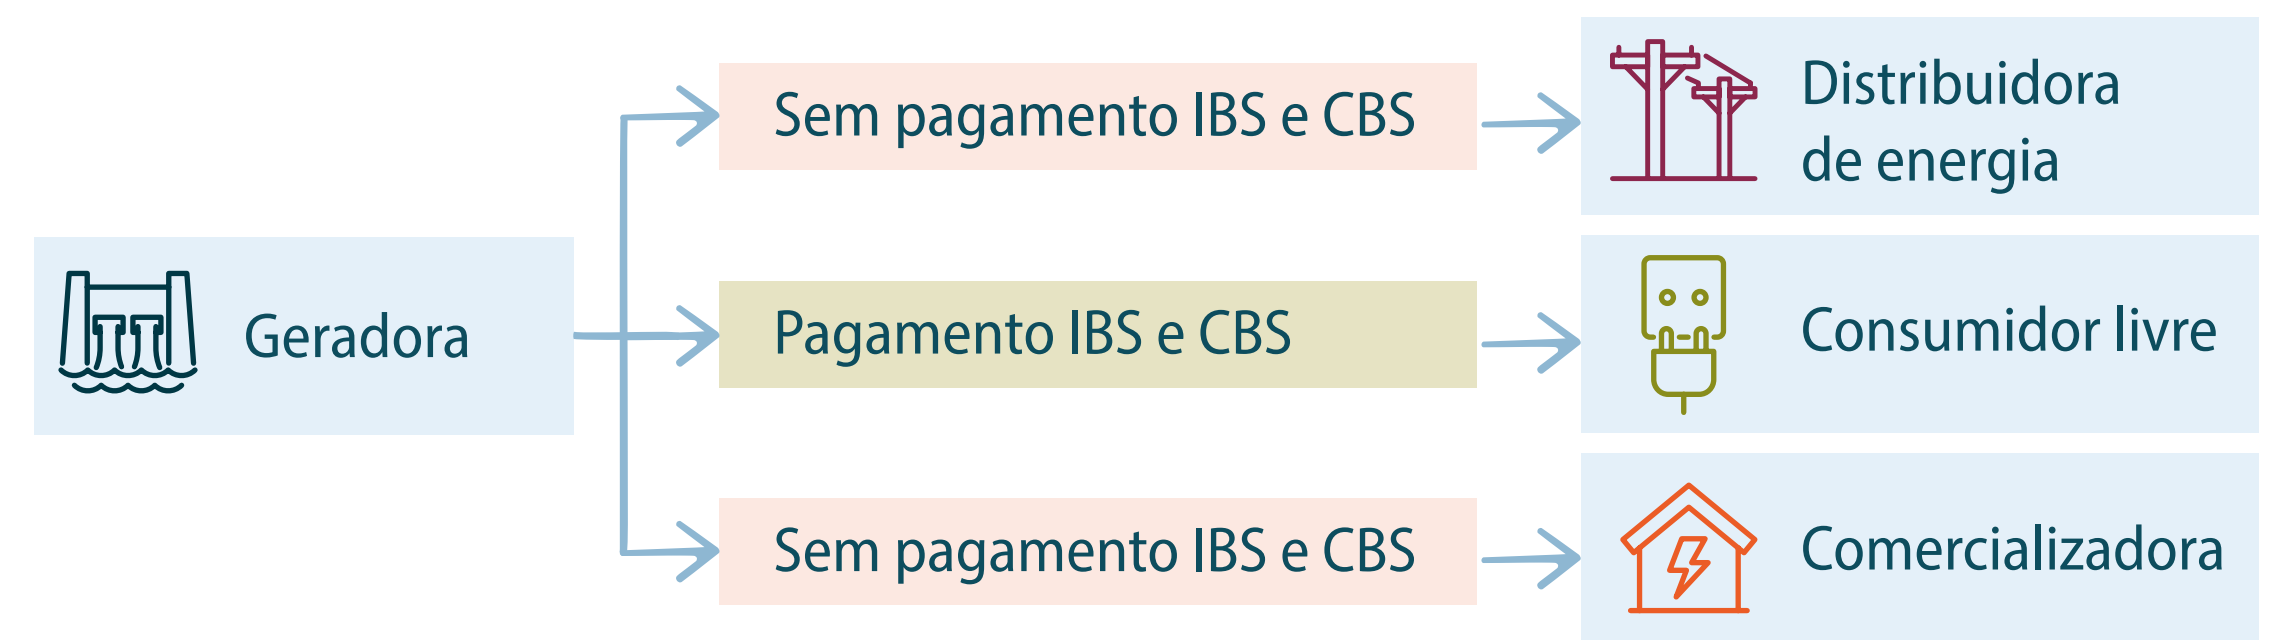 Geradora
Sem pagamento IBS e CBS
Distribuidora
de energia
Pagamento IBS e CBS
Consumidor livre
Sem pagamento IBS e CBS
Comercializadora